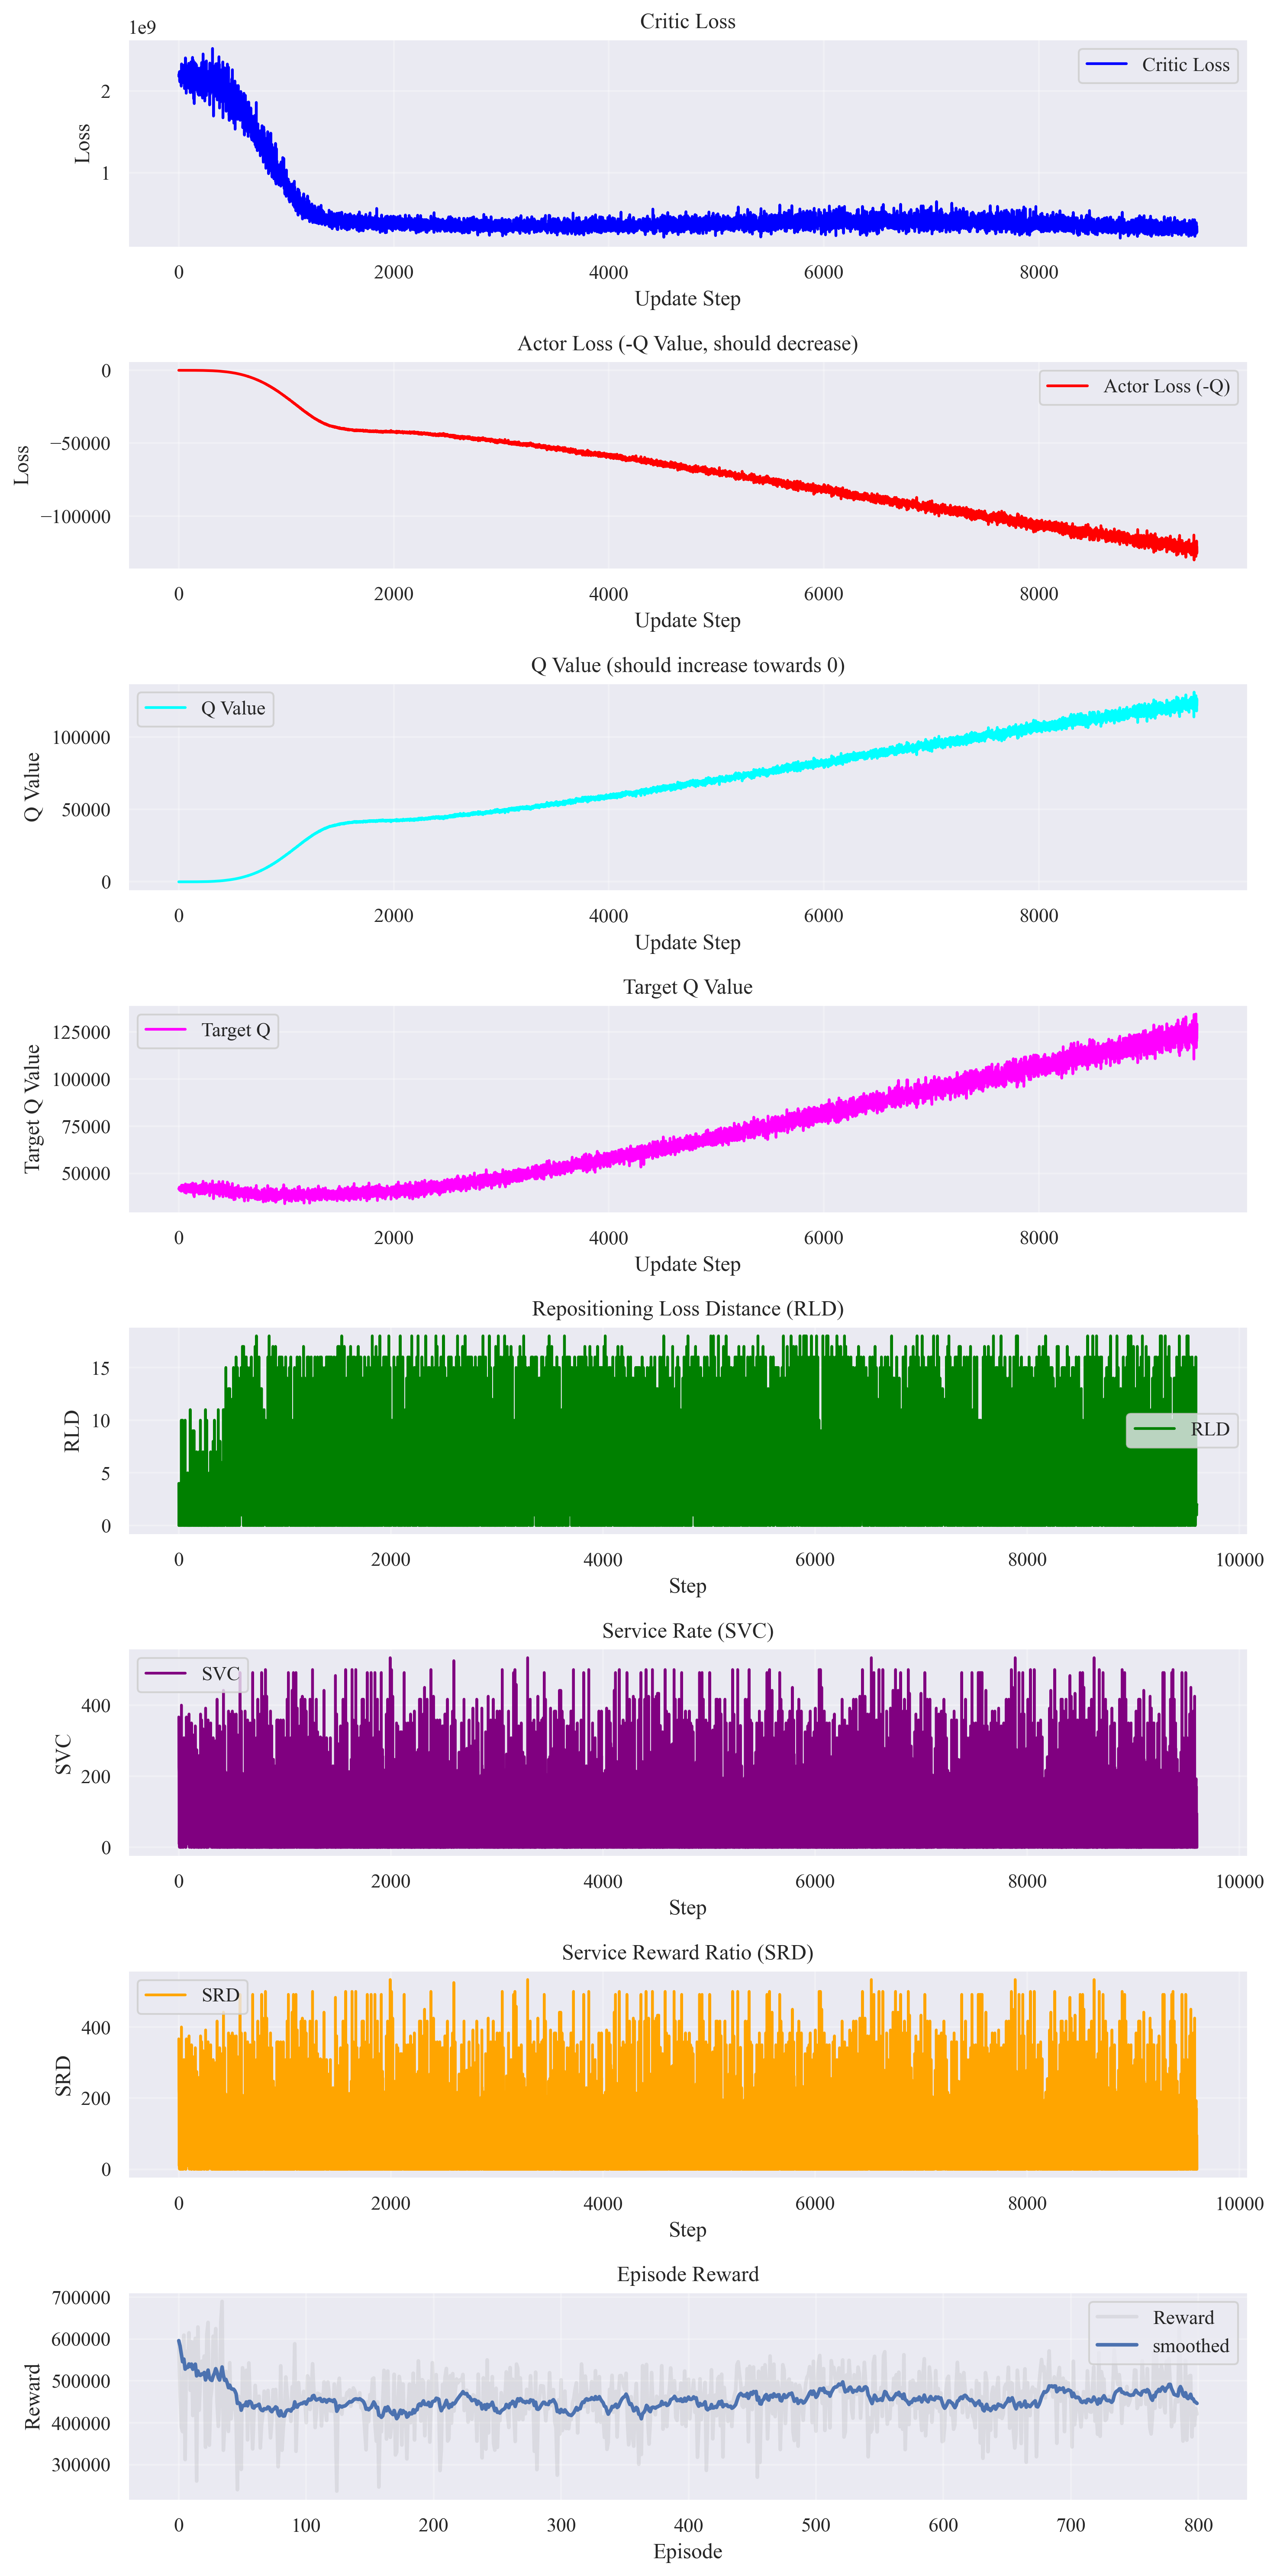 Critic Loss
1e9
Critic Loss
2
1
Loss
0 2000 4000 6000 8000
Update Step
Actor Loss (-Q Value, should decrease)
Actor Loss (-Q)
0
−50000
−100000
Loss
0 2000 4000 6000 8000
Update Step
Q Value (should increase towards 0)
Q Value
100000
50000
0
Q Value
0 2000 4000 6000 8000
Update Step
Target Q Value
Target Q
125000
100000
75000
50000
Target Q Value
0 2000 4000 6000 8000
Update Step
Repositioning Loss Distance (RLD)
15
10
5
0
RLD
RLD
0 2000 4000 6000 8000 10000
Step
Service Rate (SVC)
SVC
400
200
0
SVC
0 2000 4000 6000 8000 10000
Step
Service Reward Ratio (SRD)
SRD
400
200
0
SRD
0 2000 4000 6000 8000 10000
Step
Episode Reward
700000
600000
500000
400000
300000
Reward
Reward
smoothed
0 100 200 300 400 500 600 700 800
Episode